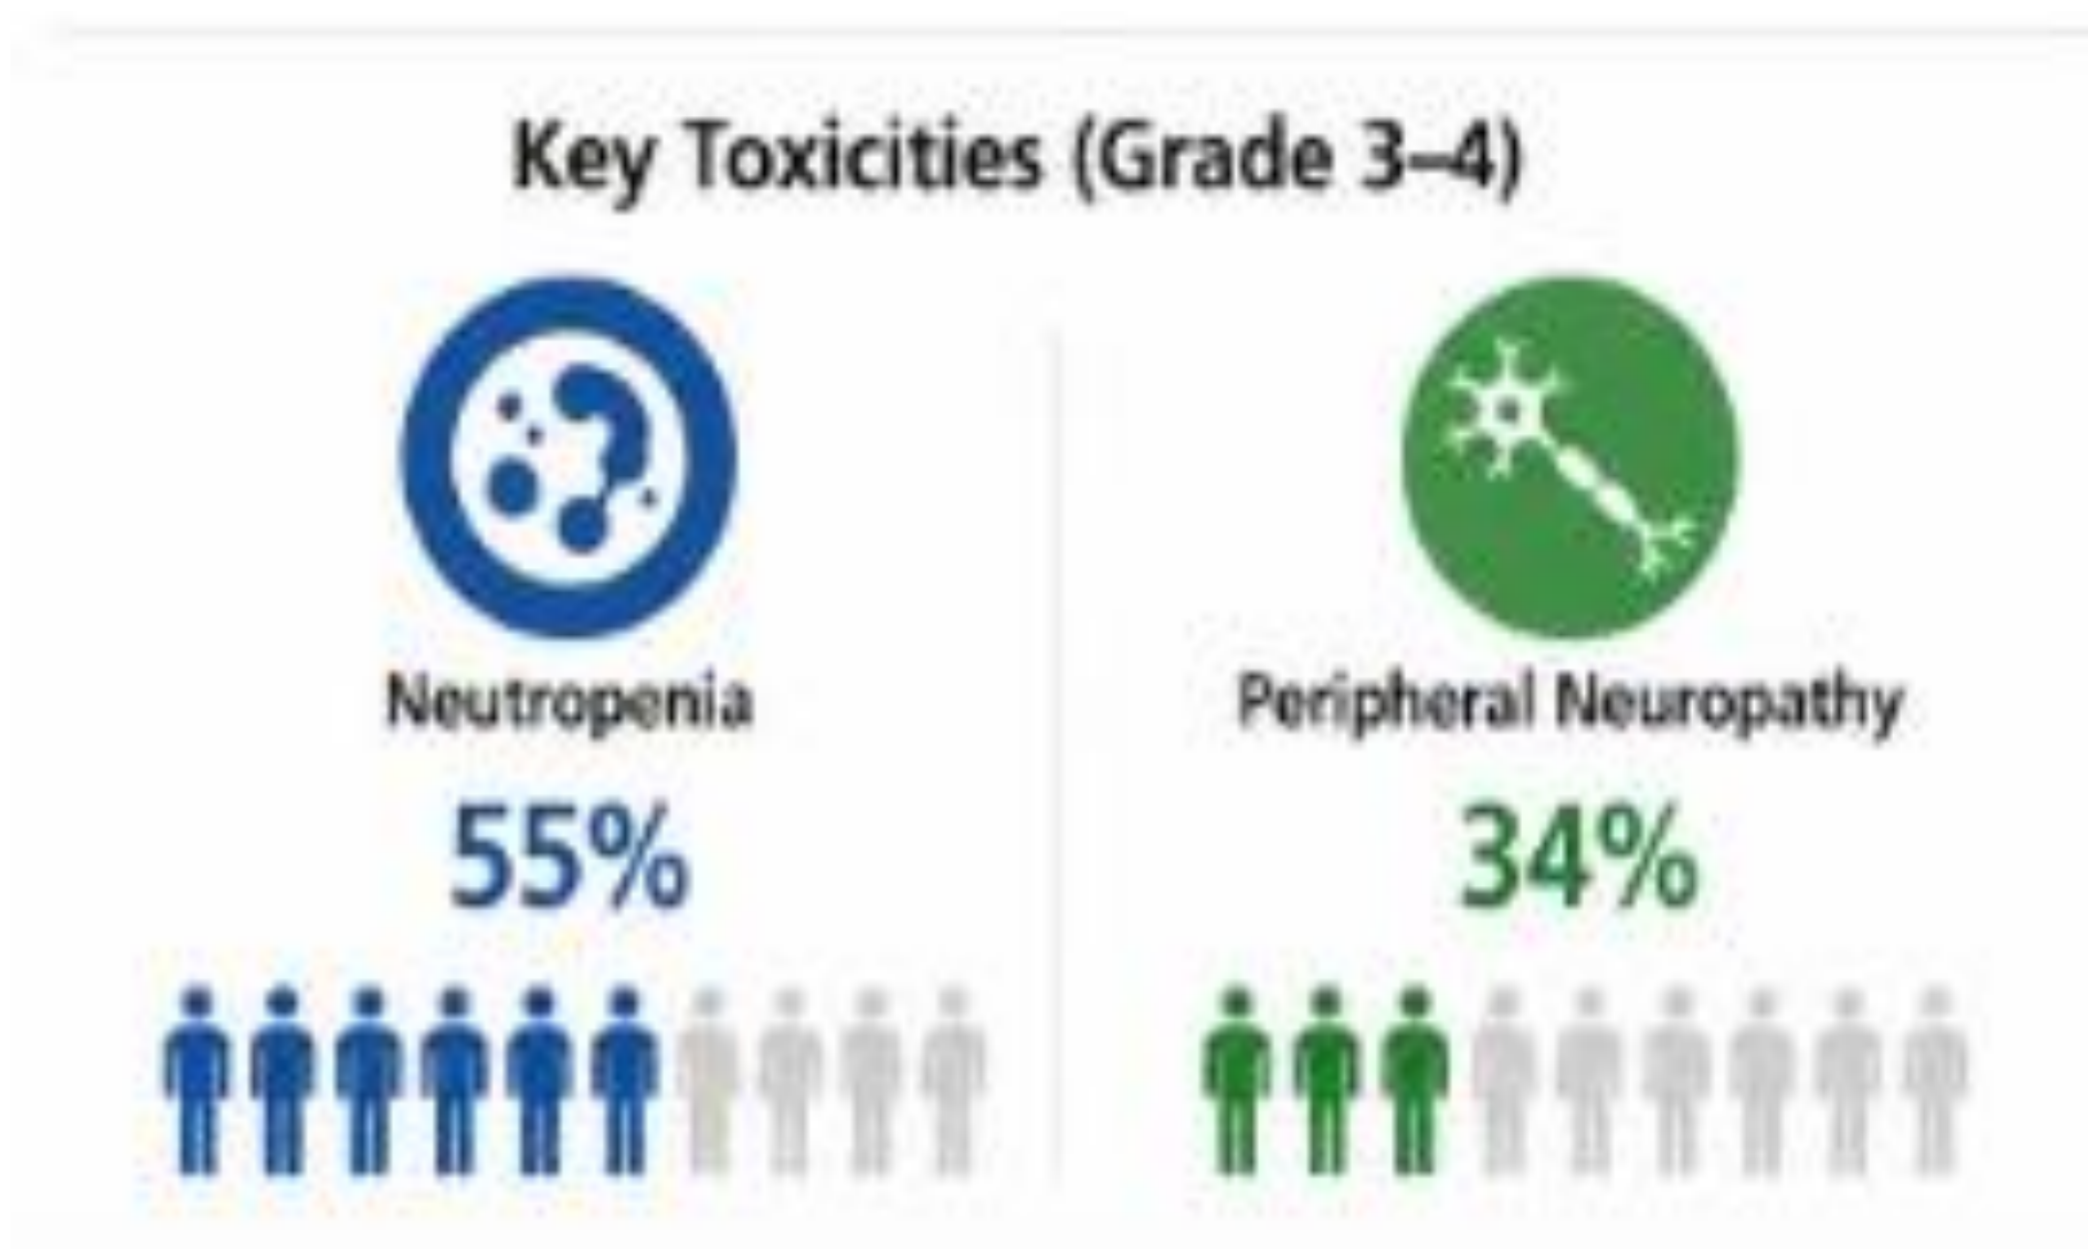 Key Toxicities (Grade 3–4)
Neutropenia
55%
Peripheral Neuropathy
34%